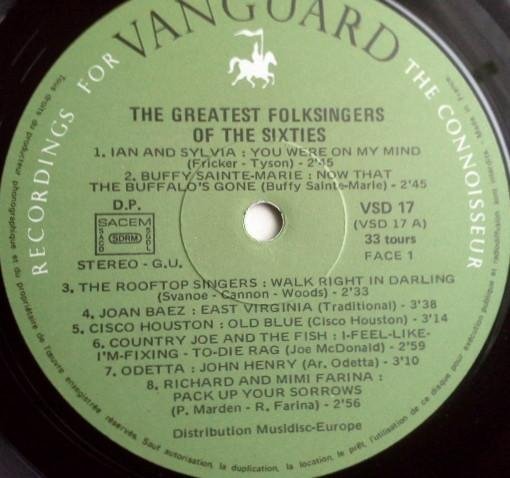 VANGUARD
RECORDINGS FOR THE CONNOISSEUR
THE GREATEST FOLKSINGERS
OF THE SIXTIES
1. IAN AND SYLVIA : YOU WERE ON MY MIND
(Fricker - Tyson) - 2'45
2. BUFFY SAINTE-MARIE : NOW THAT
THE BUFFALO'S GONE (Buffy Sainte-Marie) - 2'45
D.P.
SACEM
SACD
SDRM
SGDL
STEREO - G.U.
VSD 17
(VSD 17 A)
33 tours
FACE 1
3. THE ROOFTOP SINGERS : WALK RIGHT IN DARLING
(Svanoe - Cannon - Woods) - 2'33
4. JOAN BAEZ : EAST VIRGINIA (Traditional) - 3'38
5. CISCO HOUSTON : OLD BLUE (Cisco Houston) - 3'14
6. COUNTRY JOE AND THE FISH : I-FEEL-LIKE-
I'M-FIXING - TO-DIE RAG (Joe McDonald) - 2'59
7. ODETTA : JOHN HENRY (Ar. Odetta) - 3'10
8. RICHARD AND MIMI FARINA :
PACK UP YOUR SORROWS
(P. Marden - R. Farina) - 2'56
Distribution Musidisc-Europe
Tous droits du producteur phonographique et du propriétaire de l'œuvre enregistrée réservés. Sauf autorisation, la duplication, la location, le prêt, l'utilisation de ce disque pour exécution publique et radiodiffusion interdits - Made in France